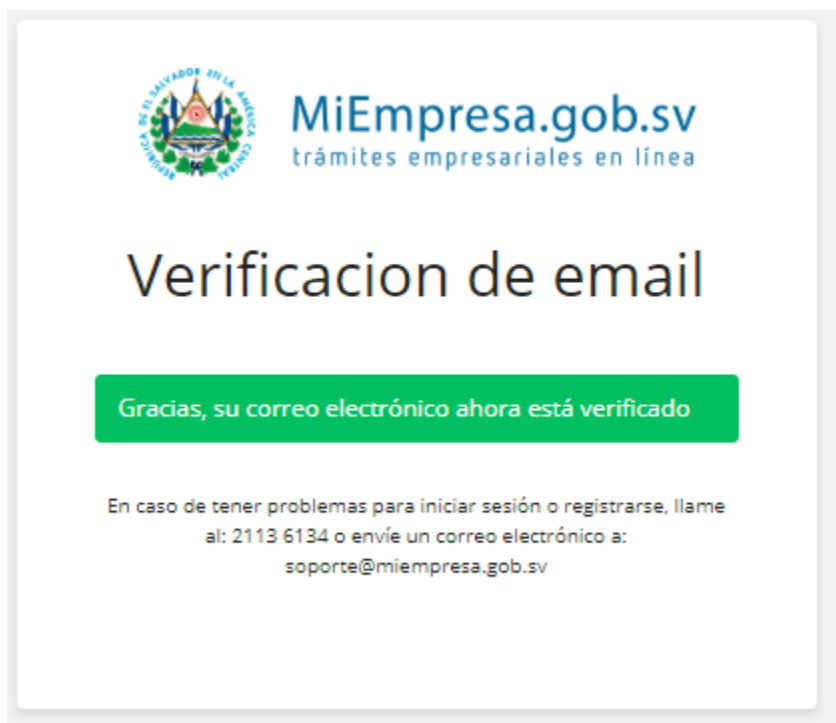 REPÚBLICA DE EL SALVADOR EN LA AMÉRICA CENTRAL
MiEmpresa.gob.sv
trámites empresariales en línea
Verificacion de email
Gracias, su correo electrónico ahora está verificado
En caso de tener problemas para iniciar sesión o registrarse, llame
al: 2113 6134 o envíe un correo electrónico a:
soporte@miempresa.gob.sv